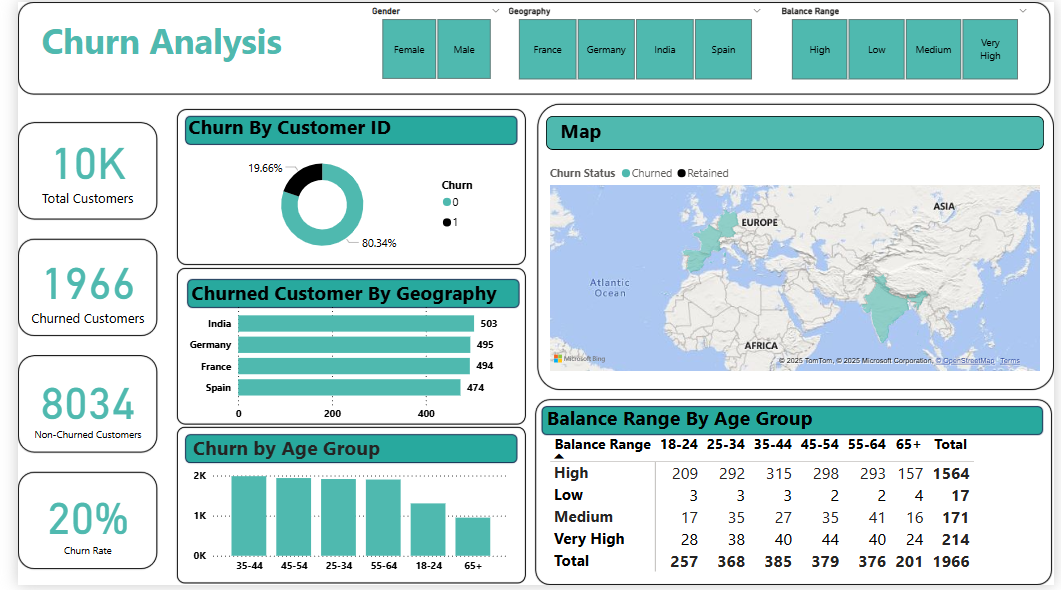 Churn Analysis
Gender
Female Male
Geography
France Germany India Spain
Balance Range
High Low Medium Very High
10K
Total Customers
1966
Churned Customers
8034
Non-Churned Customers
20%
Churn Rate
Churn By Customer ID
19.66%
80.34%
Churn
0
1
Churned Customer By Geography
India 503
Germany 495
France 494
Spain 474
0 200 400
Churn by Age Group
2K
1K
0K
35-44 45-54 25-34 55-64 18-24 65+
Map
Churn Status Churned Retained
ASIA
EUROPE
Atlantic
Ocean
AFRICA
Microsoft Bing
© 2025 TomTom, © 2025 Microsoft Corporation, © OpenStreetMap Terms
Balance Range By Age Group
Balance Range 18-24 25-34 35-44 45-54 55-64 65+ Total
High 209 292 315 298 293 157 1564
Low 3 3 3 2 2 4 17
Medium 17 35 27 35 41 16 171
Very High 28 38 40 44 40 24 214
Total 257 368 385 379 376 201 1966